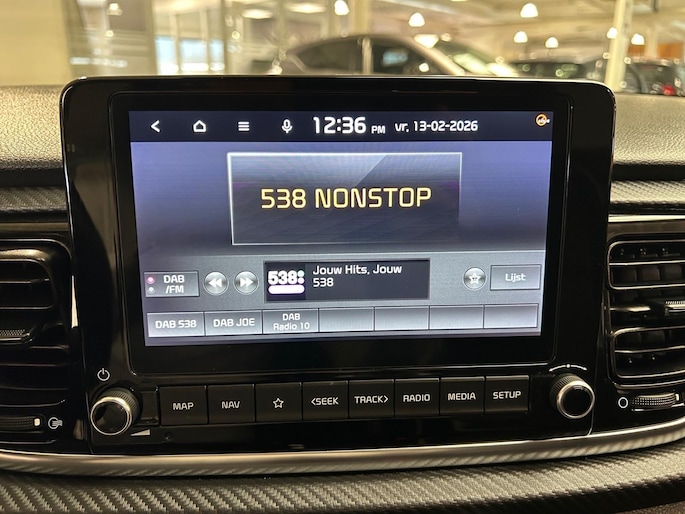 12:36 PM vr, 13-02-2026
538 NONSTOP
DAB
/FM
538
Jouw Hits, Jouw
538
Lijst
DAB 538
DAB JOE
DAB
Radio 10
MAP
NAV
<SEEK
TRACK>
RADIO
MEDIA
SETUP